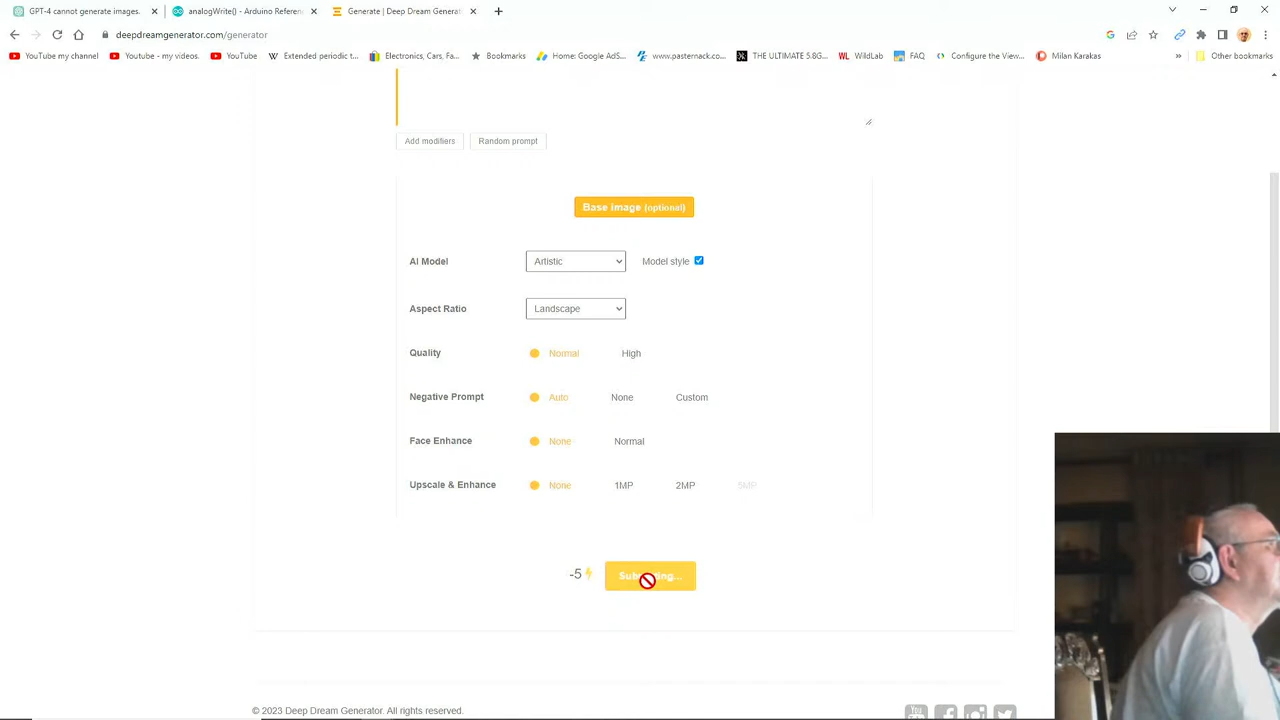 GPT-4 cannot generate images.
analogWrite() - Arduino Referen
Generate | Deep Dream Generat
deepdreamgenerator.com/generator
YouTube my channel
Youtube - my videos.
YouTube
Extended periodic t...
Electronics, Cars, Fa...
Bookmarks
Home: Google AdS...
www.pasternack.co...
THE ULTIMATE 5.8G...
WL WildLab
FAQ
Configure the View...
Milan Karakas
»
Other bookmarks
Add modifiers
Random prompt
Base image (optional)
AI Model
Artistic
Model style
Aspect Ratio
Landscape
Quality
Normal
High
Negative Prompt
Auto
None
Custom
Face Enhance
None
Normal
Upscale & Enhance
None
1MP
2MP
5MP
-5
© 2023 Deep Dream Generator. All rights reserved.
You